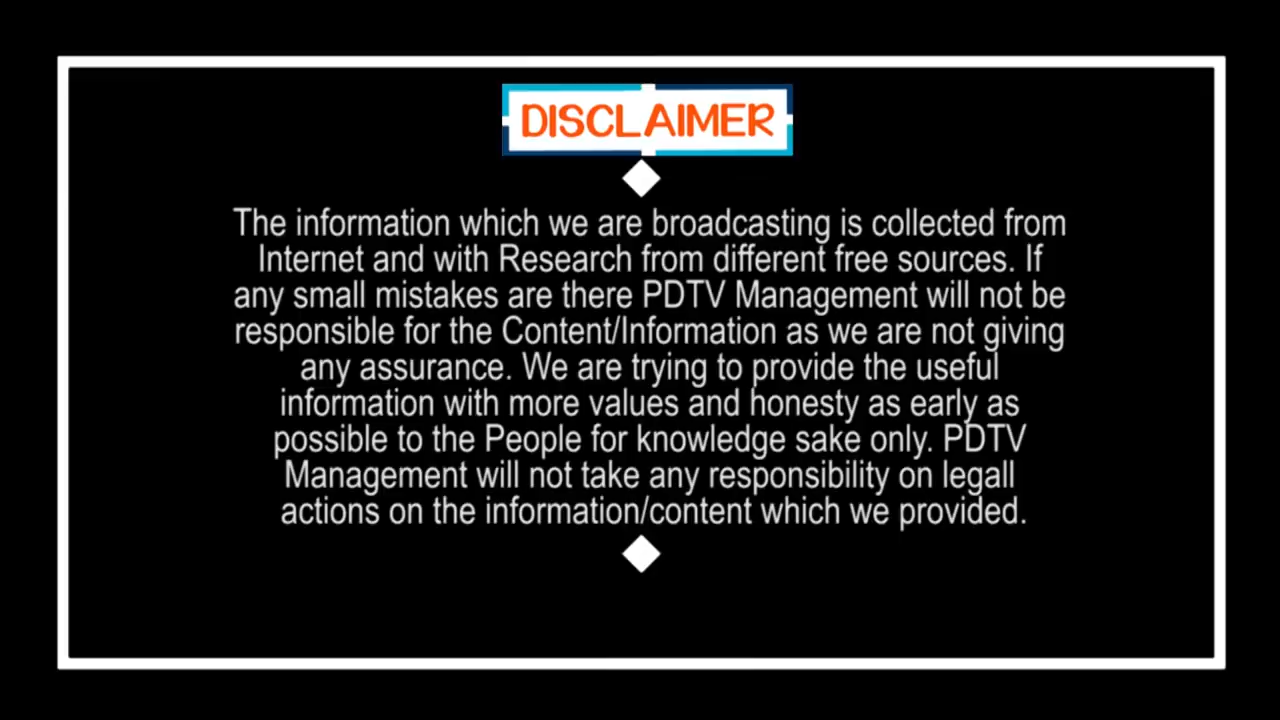 DISCLAIMER
The information which we are broadcasting is collected from
Internet and with Research from different free sources. If
any small mistakes are there PDTV Management will not be
responsible for the Content/Information as we are not giving
any assurance. We are trying to provide the useful
information with more values and honesty as early as
possible to the People for knowledge sake only. PDTV
Management will not take any responsibility on legall
actions on the information/content which we provided.